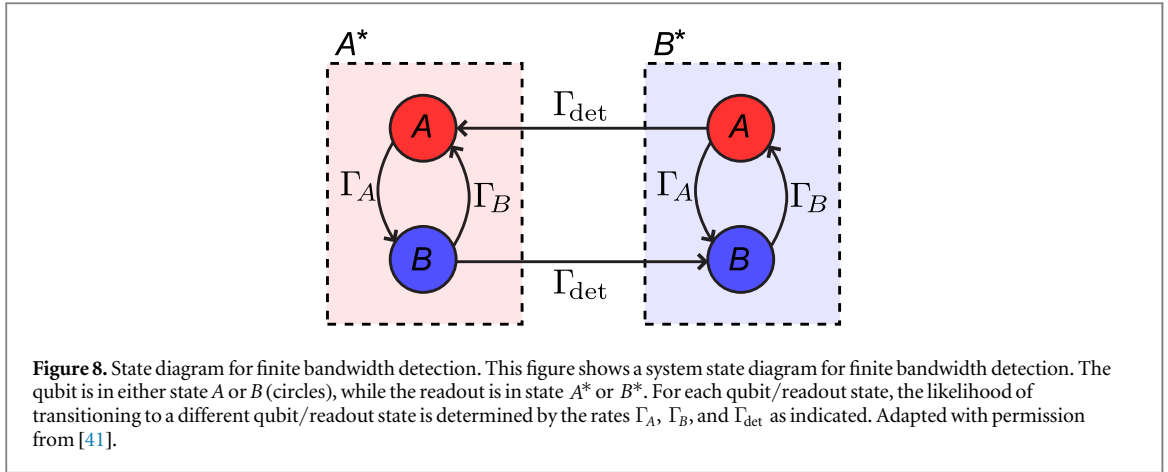 A* B*
Γdet
A A
ΓA ΓB ΓA ΓB
B B
Γdet
Figure 8. State diagram for finite bandwidth detection. This figure shows a system state diagram for finite bandwidth detection. The
qubit is in either state A or B (circles), while the readout is in state A* or B*. For each qubit/readout state, the likelihood of
transitioning to a different qubit/readout state is determined by the rates ΓA, ΓB, and Γdet as indicated. Adapted with permission
from [41].